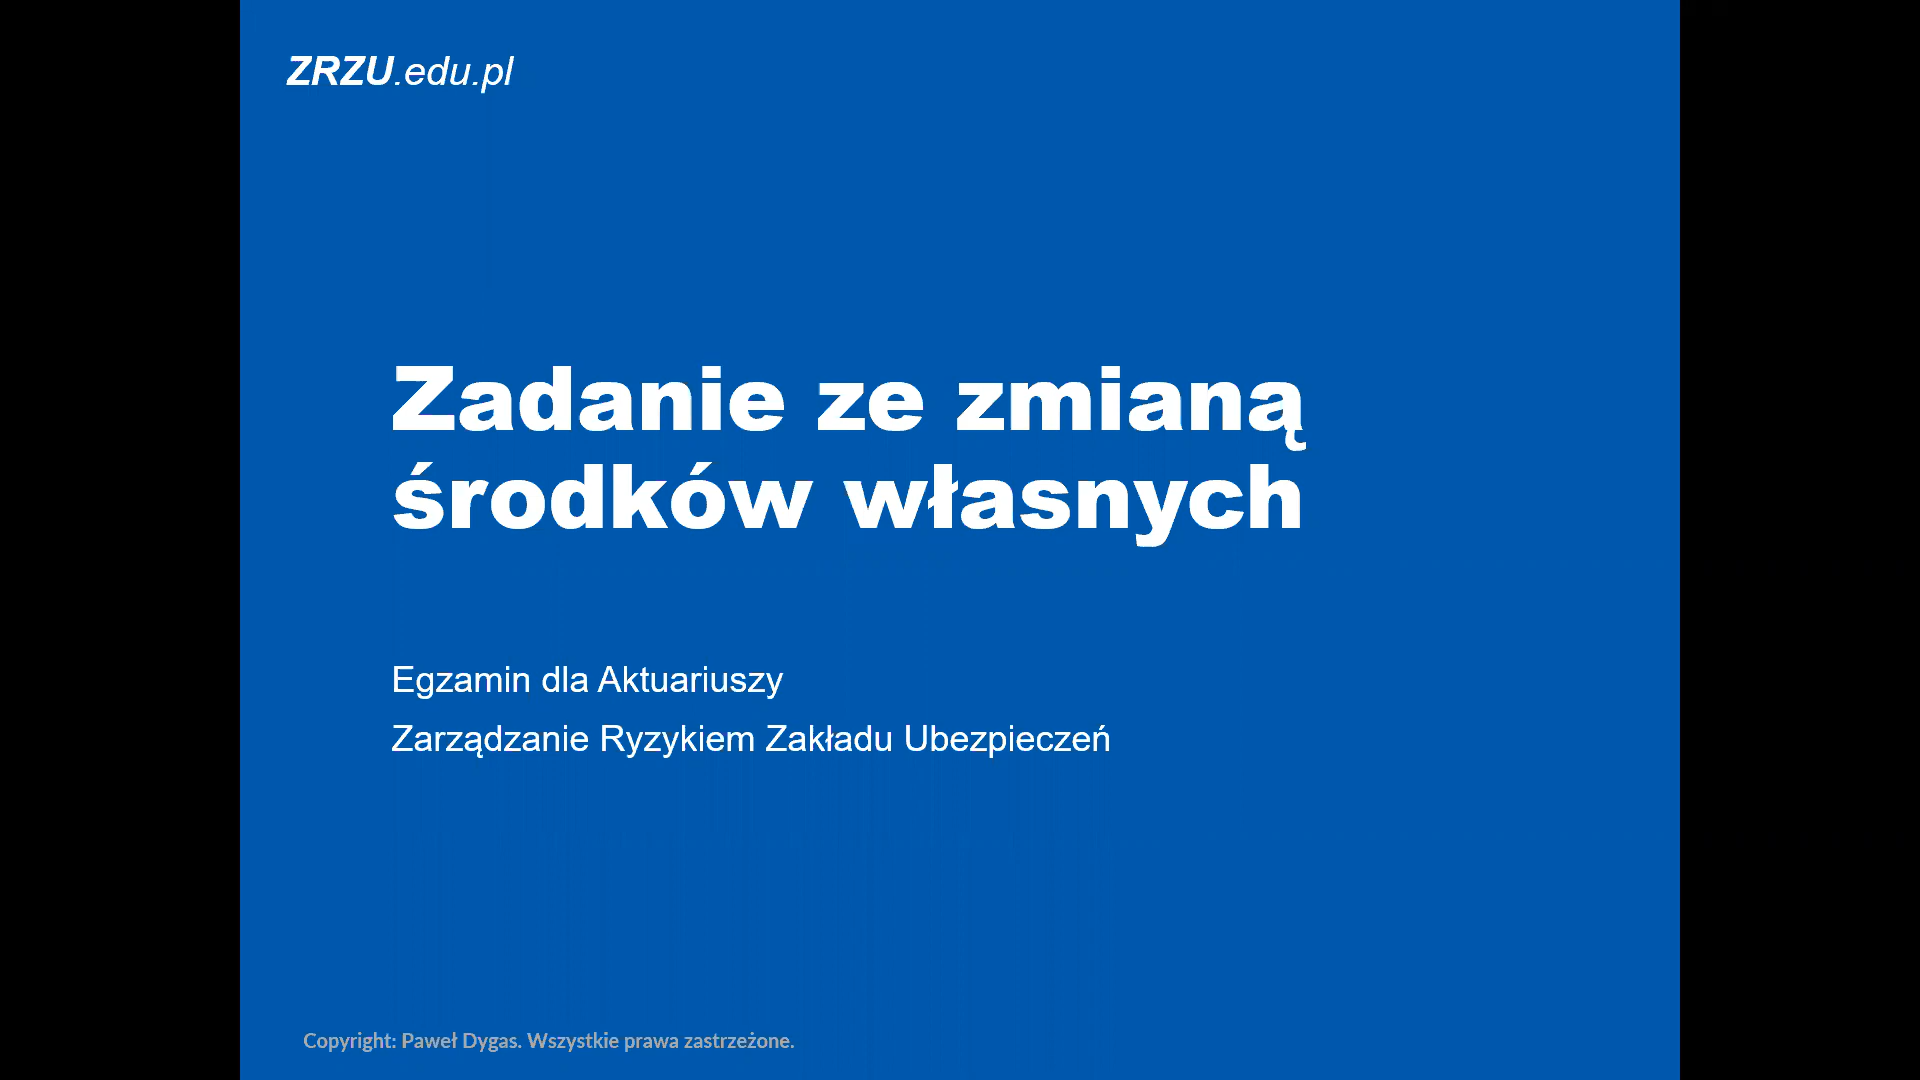 ZRZU.edu.pl
Zadanie ze zmianą
środków własnych
Egzamin dla Aktuariuszy
Zarządzanie Ryzykiem Zakładu Ubezpieczeń
Copyright: Paweł Dygas. Wszystkie prawa zastrzeżone.